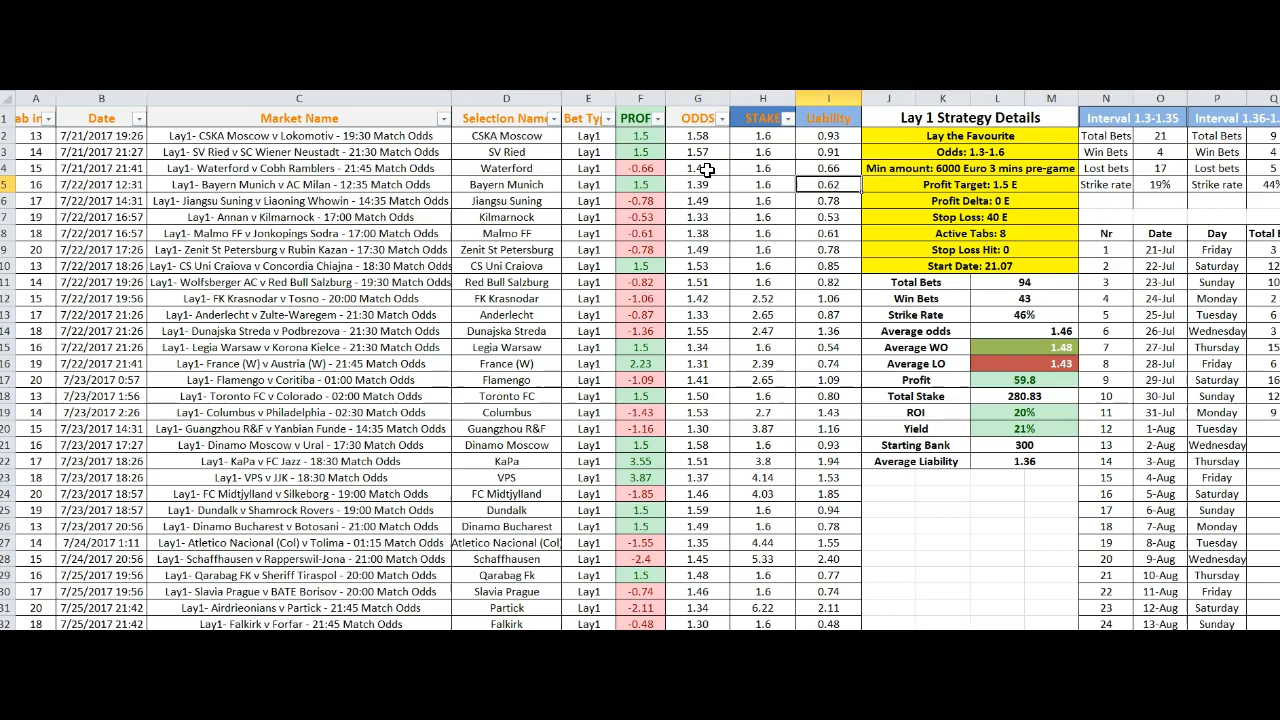 A B C D E F G H I J K L M N O P Q
1 ab in Date Market Name Selection Name Bet Ty PROF ODDS STAKE Liability Lay 1 Strategy Details Interval 1.3-1.35 Interval 1.36-1.
2 13 7/21/2017 19:26 Lay1- CSKA Moscow v Lokomotiv - 19:30 Match Odds CSKA Moscow Lay1 1.5 1.58 1.6 0.93 Lay the Favourite Total Bets 21 Total Bets 9
3 14 7/21/2017 21:27 Lay1- SV Ried v SC Wiener Neustadt - 21:30 Match Odds SV Ried Lay1 1.5 1.57 1.6 0.91 Odds: 1.3-1.6 Win Bets 4 Win Bets 4
4 15 7/21/2017 21:41 Lay1- Waterford v Cobh Ramblers - 21:45 Match Odds Waterford Lay1 -0.66 1.6 0.66 Min amount: 6000 Euro 3 mins pre-game Lost bets 17 Lost bets 5
5 16 7/22/2017 12:31 Lay1- Bayern Munich v AC Milan - 12:35 Match Odds Bayern Munich Lay1 1.5 1.39 1.6 0.62 Profit Target: 1.5 E Strike rate 19% Strike rate 44%
6 17 7/22/2017 14:31 Lay1- Jiangsu Suning v Liaoning Whowin - 14:35 Match Odds Jiangsu Suning Lay1 -0.78 1.49 1.6 0.78 Profit Delta: 0 E
7 19 7/22/2017 16:57 Lay1- Annan v Kilmarnock - 17:00 Match Odds Kilmarnock Lay1 -0.53 1.33 1.6 0.53 Stop Loss: 40 E
8 18 7/22/2017 16:57 Lay1- Malmo FF v Jonkopings Sodra - 17:00 Match Odds Malmo FF Lay1 -0.61 1.38 1.6 0.61 Active Tabs: 8 Nr Date Day Total B
9 20 7/22/2017 17:26 Lay1- Zenit St Petersburg v Rubin Kazan - 17:30 Match Odds Zenit St Petersburg Lay1 -0.78 1.49 1.6 0.78 Stop Loss Hit: 0 1 21-Jul Friday 3
10 13 7/22/2017 18:26 Lay1- CS Uni Craiova v Concordia Chiajna - 18:30 Match Odds CS Uni Craiova Lay1 1.5 1.53 1.6 0.85 Start Date: 21.07 2 22-Jul Saturday 12
11 14 7/22/2017 19:26 Lay1- Wolfsberger AC v Red Bull Salzburg - 19:30 Match Odds Red Bull Salzburg Lay1 -0.82 1.51 1.6 0.82 Total Bets 94 3 23-Jul Sunday 10
12 15 7/22/2017 19:56 Lay1- FK Krasnodar v Tosno - 20:00 Match Odds FK Krasnodar Lay1 -1.06 1.42 2.52 1.06 Win Bets 43 4 24-Jul Monday 2
13 17 7/22/2017 20:26 Lay1- Anderlecht v Zulte-Waregem - 20:30 Match Odds Anderlecht Lay1 -0.87 1.33 2.65 0.87 Strike Rate 46% 5 25-Jul Tuesday 6
14 18 7/22/2017 20:26 Lay1- Dunajska Streda v Podbrezova - 20:30 Match Odds Dunajska Streda Lay1 -1.36 1.55 2.47 1.36 Average odds 1.46 6 26-Jul Wednesday 3
15 16 7/22/2017 21:26 Lay1- Legia Warsaw v Korona Kielce - 21:30 Match Odds Legia Warsaw Lay1 1.5 1.34 1.6 0.54 Average WO 1.48 7 27-Jul Thursday 15
16 19 7/22/2017 21:41 Lay1- France (W) v Austria (W) - 21:45 Match Odds France (W) Lay1 2.23 1.31 2.39 0.74 Average LO 1.43 8 28-Jul Friday 6
17 20 7/23/2017 0:57 Lay1- Flamengo v Coritiba - 01:00 Match Odds Flamengo Lay1 -1.09 1.41 2.65 1.09 Profit 59.8 9 29-Jul Saturday 16
18 13 7/23/2017 1:56 Lay1- Toronto FC v Colorado - 02:00 Match Odds Toronto FC Lay1 1.5 1.50 1.6 0.80 Total Stake 280.83 10 30-Jul Sunday 12
19 14 7/23/2017 2:26 Lay1- Columbus v Philadelphia - 02:30 Match Odds Columbus Lay1 -1.43 1.53 2.7 1.43 ROI 20% 11 31-Jul Monday 9
20 15 7/23/2017 14:31 Lay1- Guangzhou R&F v Yanbian Funde - 14:35 Match Odds Guangzhou R&F Lay1 -1.16 1.30 3.87 1.16 Yield 21% 12 1-Aug Tuesday
21 16 7/23/2017 17:27 Lay1- Dinamo Moscow v Ural - 17:30 Match Odds Dinamo Moscow Lay1 1.5 1.58 1.6 0.93 Starting Bank 300 13 2-Aug Wednesday
22 17 7/23/2017 18:26 Lay1- KaPa v FC Jazz - 18:30 Match Odds KaPa Lay1 3.55 1.51 3.8 1.94 Average Liability 1.36 14 3-Aug Thursday
23 18 7/23/2017 18:26 Lay1- VPS v JJK - 18:30 Match Odds VPS Lay1 3.87 1.37 4.14 1.53 15 4-Aug Friday
24 20 7/23/2017 18:57 Lay1- FC Midtjylland v Silkeborg - 19:00 Match Odds FC Midtjylland Lay1 -1.85 1.46 4.03 1.85 16 5-Aug Saturday
25 19 7/23/2017 18:57 Lay1- Dundalk v Shamrock Rovers - 19:00 Match Odds Dundalk Lay1 1.5 1.59 1.6 0.94 17 6-Aug Sunday
26 13 7/23/2017 20:56 Lay1- Dinamo Bucharest v Botosani - 21:00 Match Odds Dinamo Bucharest Lay1 1.5 1.49 1.6 0.78 18 7-Aug Monday
27 14 7/24/2017 1:11 Lay1- Atletico Nacional (Col) v Tolima - 01:15 Match Odds Atletico Nacional (Col) Lay1 -1.55 1.35 4.44 1.55 19 8-Aug Tuesday
28 15 7/24/2017 20:56 Lay1- Schaffhausen v Rapperswil-Jona - 21:00 Match Odds Schaffhausen Lay1 -2.4 1.45 5.33 2.40 20 9-Aug Wednesday
29 16 7/25/2017 19:56 Lay1- Qarabag FK v Sheriff Tiraspol - 20:00 Match Odds Qarabag Fk Lay1 1.5 1.48 1.6 0.77 21 10-Aug Thursday
30 17 7/25/2017 19:56 Lay1- Slavia Prague v BATE Borisov - 20:00 Match Odds Slavia Prague Lay1 -0.74 1.46 1.6 0.74 22 11-Aug Friday
31 20 7/25/2017 21:42 Lay1- Airdrieonians v Partick - 21:45 Match Odds Partick Lay1 -2.11 1.34 6.22 2.11 23 12-Aug Saturday
32 18 7/25/2017 21:42 Lay1- Falkirk v Forfar - 21:45 Match Odds Falkirk Lay1 -0.48 1.30 1.6 0.48 24 13-Aug Sunday